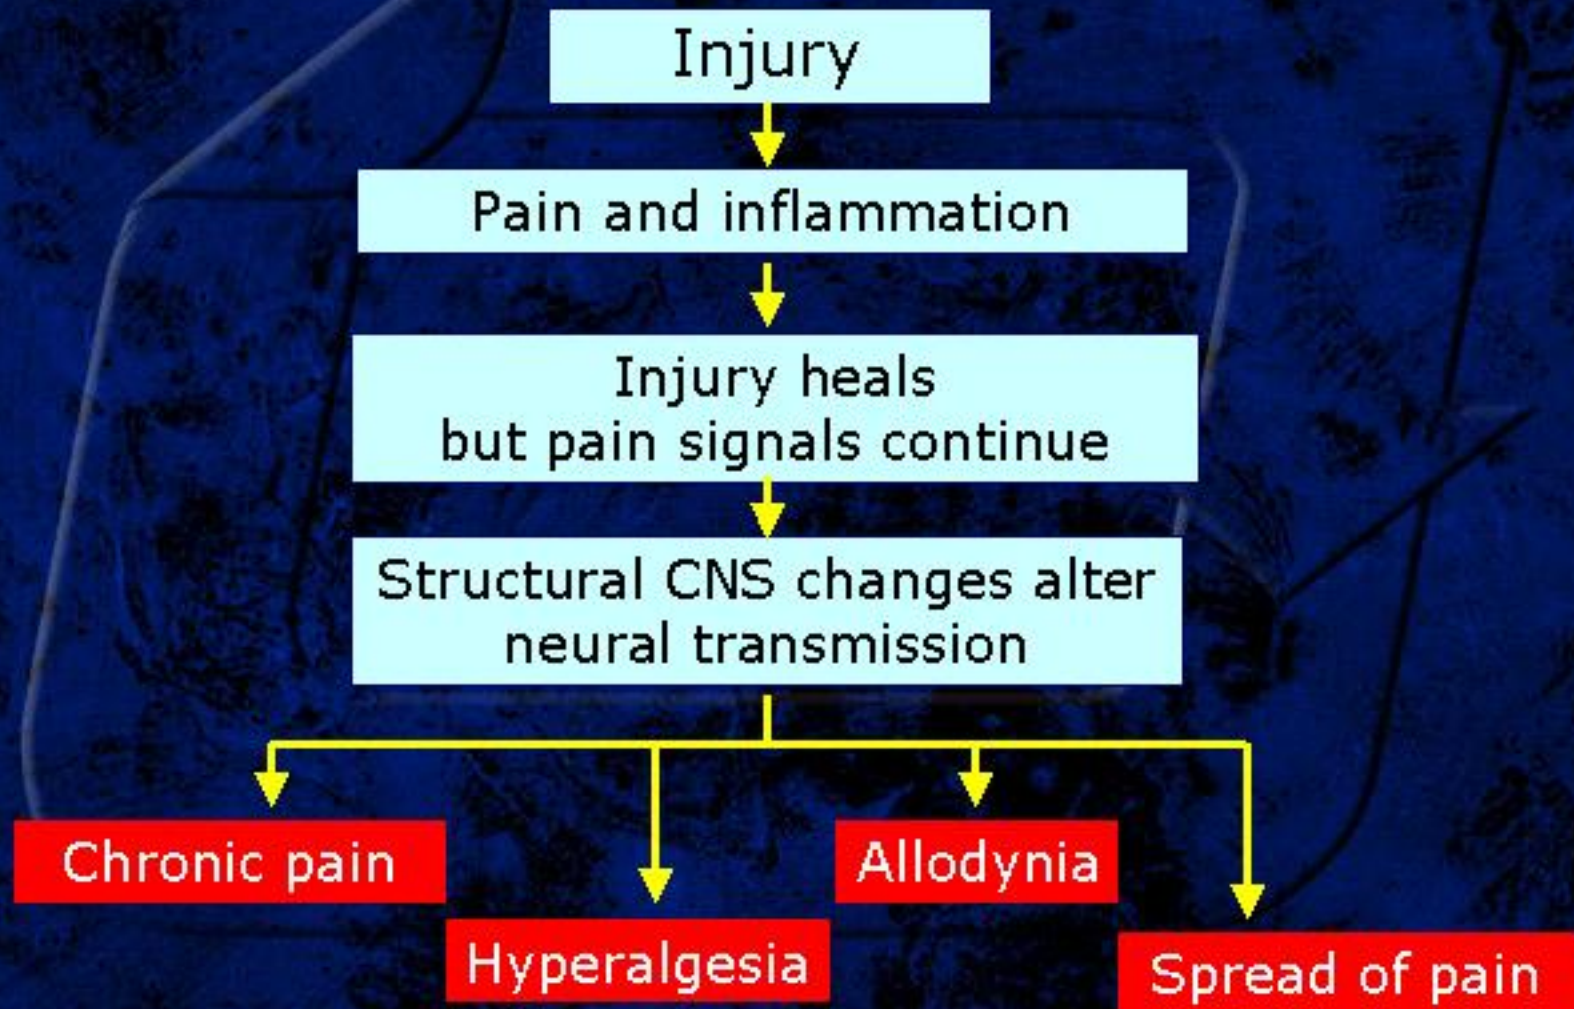 Injury
Pain and inflammation
Injury heals
but pain signals continue
Structural CNS changes alter
neural transmission
Chronic pain
Hyperalgesia
Allodynia
Spread of pain